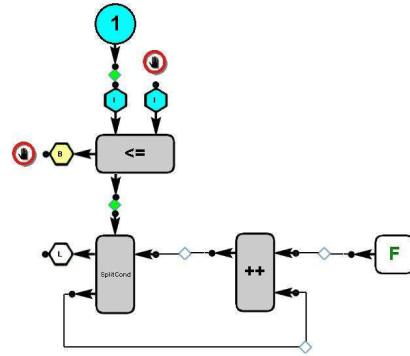 1
I I
<=
B
L
SplitCond
++
F